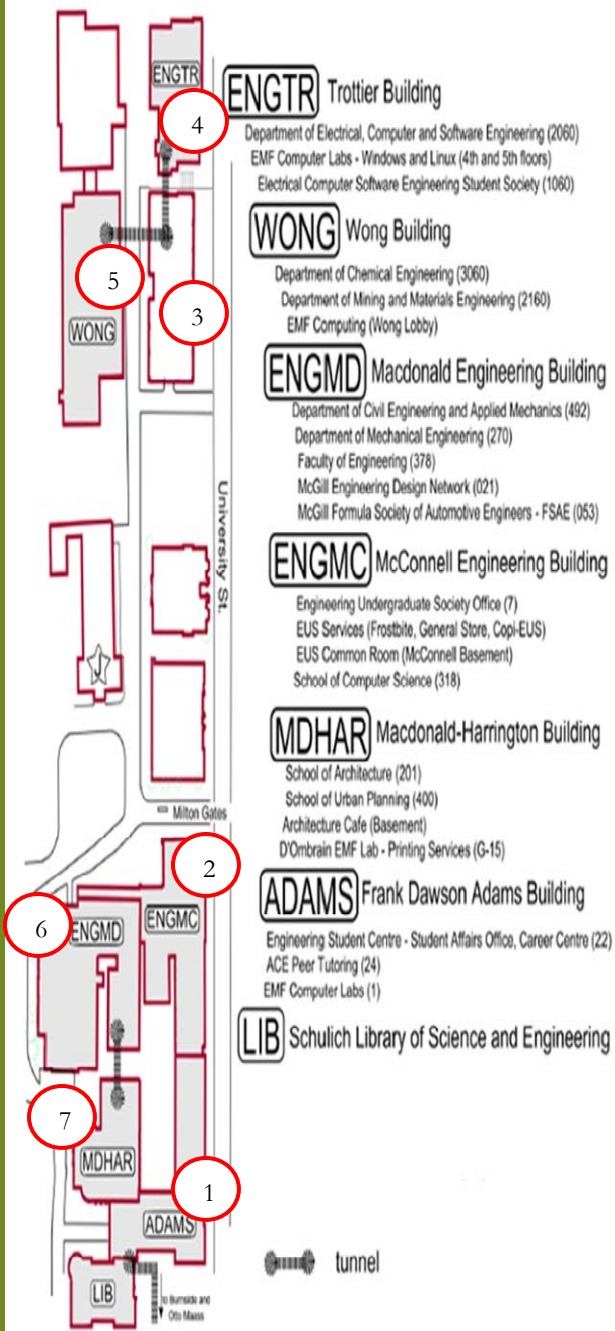 ENGTR
4
5
WONG
3
University St.
J
Milton Gates
2
6
ENGMD
ENGMC
7
MDHAR
1
ADAMS
LIB
to Burnside and
Otto Maass
ENGTR Trottier Building
Department of Electrical, Computer and Software Engineering (2060)
EMF Computer Labs - Windows and Linux (4th and 5th floors)
Electrical Computer Software Engineering Student Society (1060)
WONG Wong Building
Department of Chemical Engineering (3060)
Department of Mining and Materials Engineering (2160)
EMF Computing (Wong Lobby)
ENGMD Macdonald Engineering Building
Department of Civil Engineering and Applied Mechanics (492)
Department of Mechanical Engineering (270)
Faculty of Engineering (378)
McGill Engineering Design Network (021)
McGill Formula Society of Automotive Engineers - FSAE (053)
ENGMC McConnell Engineering Building
Engineering Undergraduate Society Office (7)
EUS Services (Frostbite, General Store, Copi-EUS)
EUS Common Room (McConnell Basement)
School of Computer Science (318)
MDHAR Macdonald-Harrington Building
School of Architecture (201)
School of Urban Planning (400)
Architecture Cafe (Basement)
D'Ombrain EMF Lab - Printing Services (G-15)
ADAMS Frank Dawson Adams Building
Engineering Student Centre - Student Affairs Office, Career Centre (22)
ACE Peer Tutoring (24)
EMF Computer Labs (1)
LIB Schulich Library of Science and Engineering
tunnel